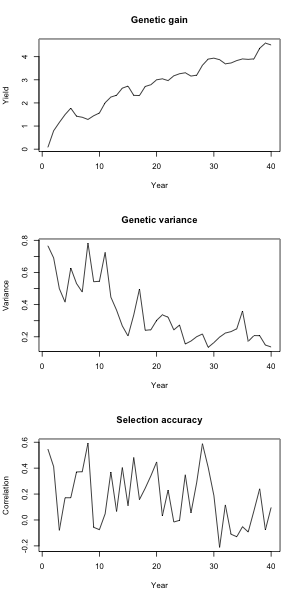 Genetic gain
Yield
4
3
2
1
0
0 10 20 30 40
Year
Genetic variance
Variance
0.8
0.6
0.4
0.2
0 10 20 30 40
Year
Selection accuracy
Correlation
0.6
0.4
0.2
0.0
-0.2
0 10 20 30 40
Year